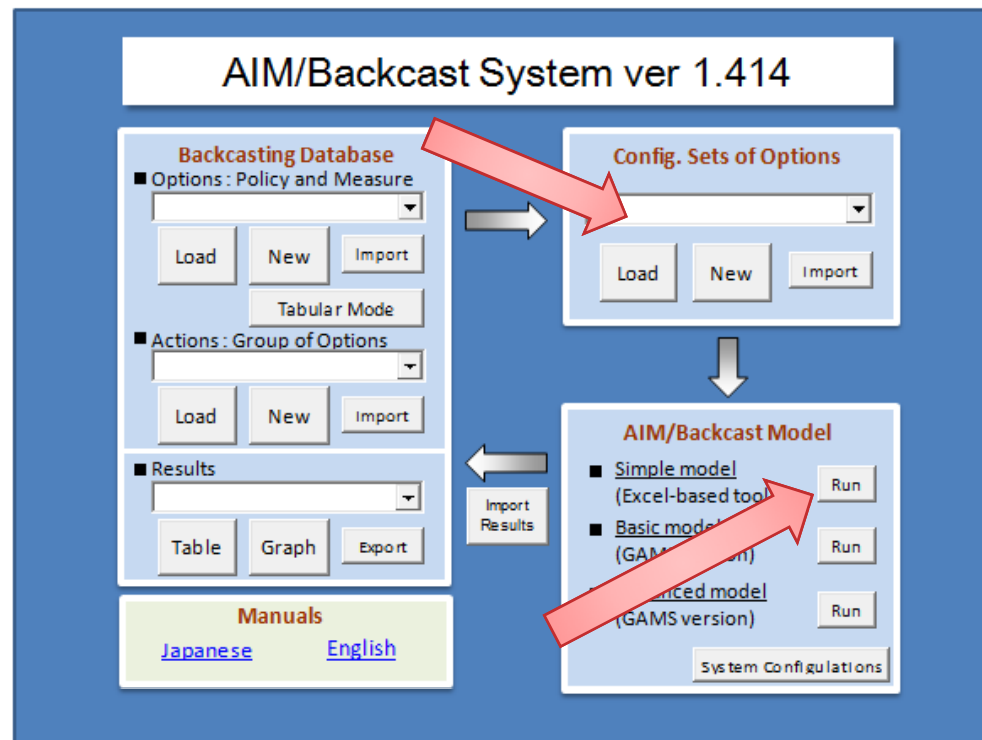 AIM/Backcast System ver 1.414
Backcasting Database
Options : Policy and Measure
Load
New
Import
Tabular Mode
Actions : Group of Options
Load
New
Import
Results
Table
Graph
Export
Manuals
Japanese
English
Import
Results
Config. Sets of Options
Load
New
Import
AIM/Backcast Model
Simple model
(Excel-based tool
Run
Basic model
(GAMS
Run
model
(GAMS version)
Run
System Configulations